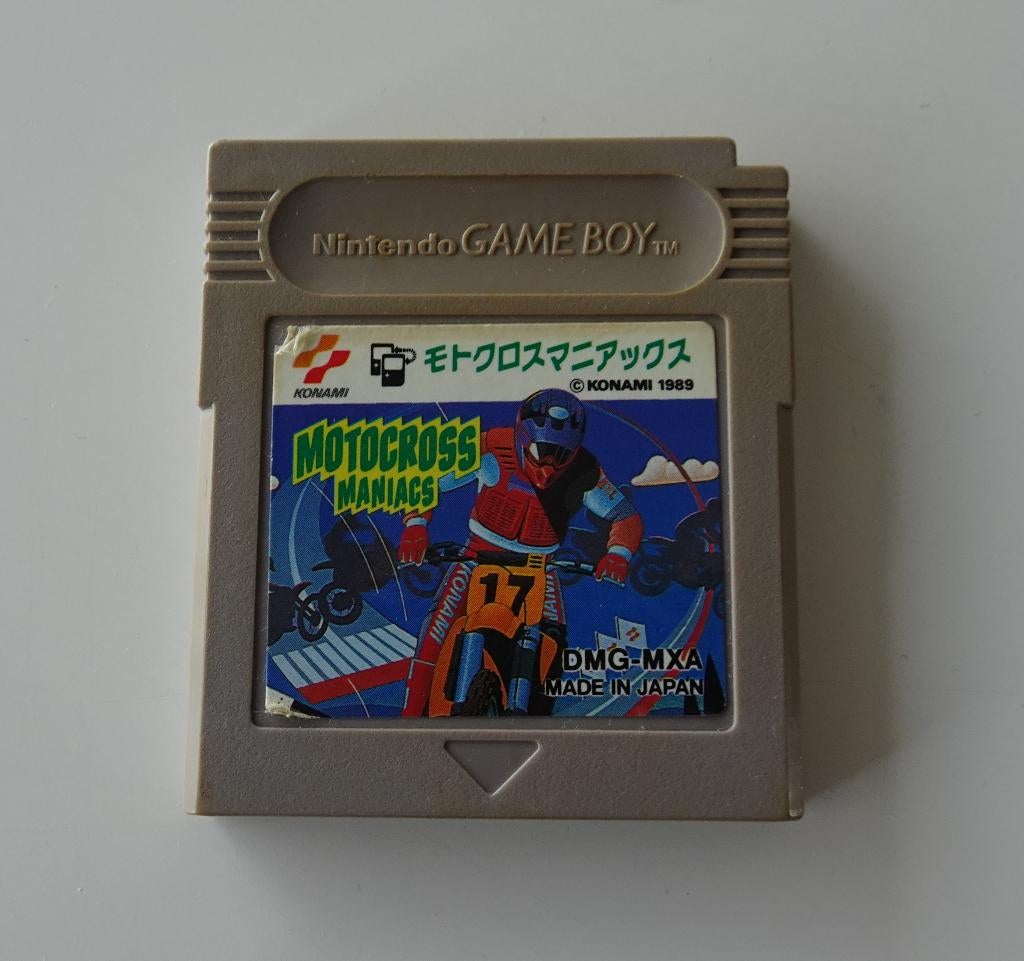 Nintendo GAME BOY TM
モトクロスマニアックス
KONAMI
© KONAMI 1989
MOTOCROSS
MANIACS
17
KONAMI
DMG-MXA
MADE IN JAPAN